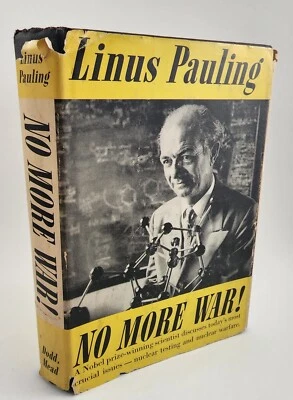 Linus
Pauling
NO MORE WAR!
Dodd,
Mead
Linus Pauling
NO MORE WAR!
A Nobel prize-winning scientist discusses today's most
crucial issues — nuclear testing and nuclear warfare.